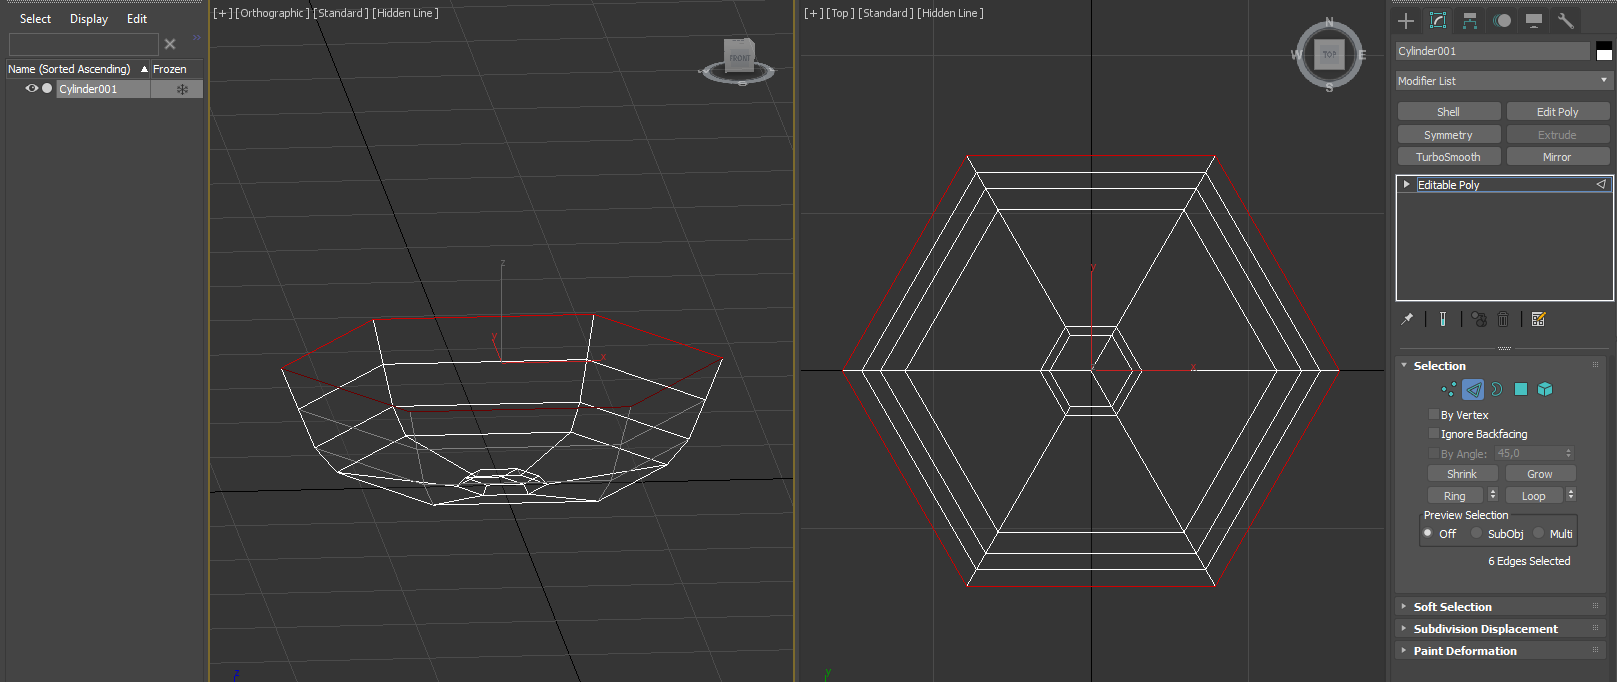 Select Display Edit
Name (Sorted Ascending) Frozen
Cylinder001
[+] [Orthographic] [Standard] [Hidden Line]
FRONT
z
y
x
z
[+] [Top] [Standard] [Hidden Line]
N
W TOP E
S
y
x
y
Cylinder001
Modifier List
Shell Edit Poly
Symmetry Extrude
TurboSmooth Mirror
Editable Poly
Selection
By Vertex
Ignore Backfacing
By Angle: 45,0
Shrink Grow
Ring Loop
Preview Selection
Off SubObj Multi
6 Edges Selected
Soft Selection
Subdivision Displacement
Paint Deformation